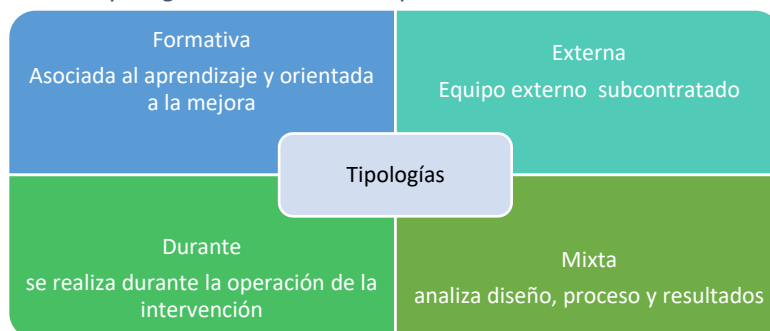 Formativa
Asociada al aprendizaje y orientada
a la mejora
Externa
Equipo externo subcontratado
Tipologías
Durante
se realiza durante la operación de la
intervención
Mixta
analiza diseño, proceso y resultados